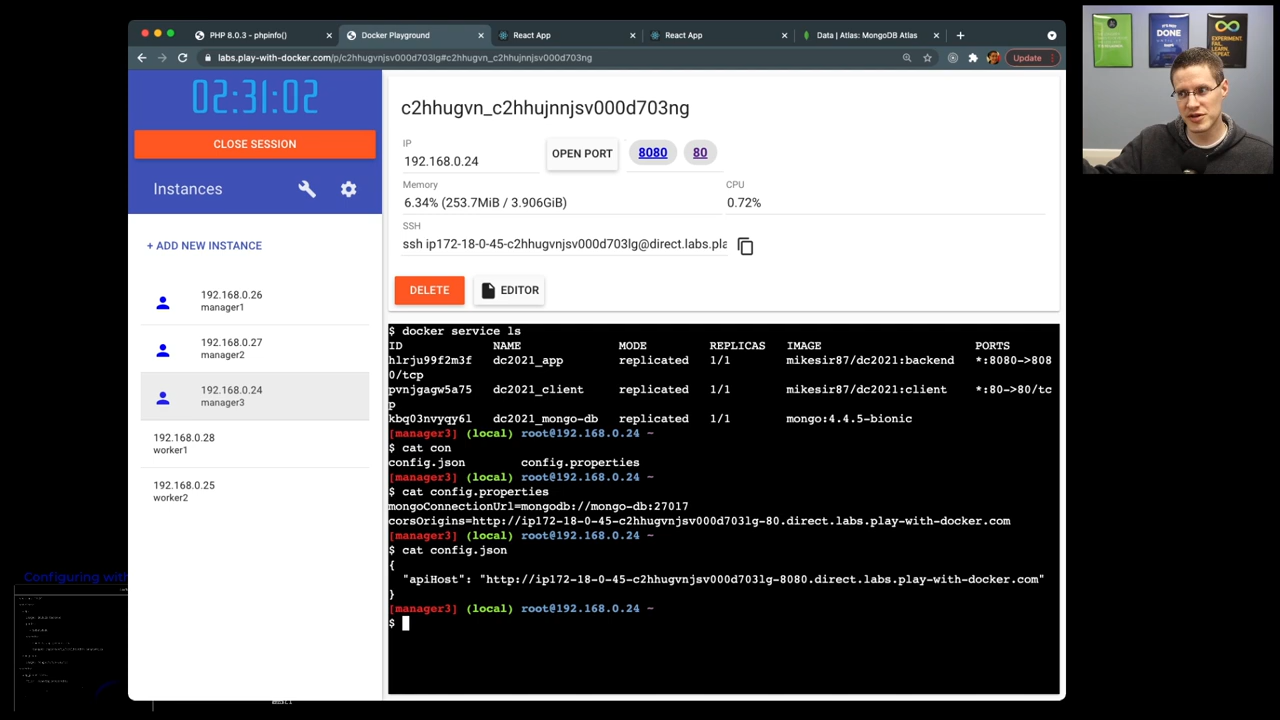 PHP 8.0.3 - phpinfo()
Docker Playground
React App
React App
Data | Atlas: MongoDB Atlas
labs.play-with-docker.com/p/c2hhugvnjsv000d703lg#c2hhugvn_c2hhujnnjsv000d703ng
Update
02:31:02
CLOSE SESSION
Instances
+ ADD NEW INSTANCE
192.168.0.26
manager1
192.168.0.27
manager2
192.168.0.24
manager3
192.168.0.28
worker1
192.168.0.25
worker2
c2hhugvn_c2hhujnnjsv000d703ng
IP
192.168.0.24
OPEN PORT
8080
80
Memory
6.34% (253.7MiB / 3.906GiB)
CPU
0.72%
SSH
ssh ip172-18-0-45-c2hhugvnjsv000d703lg@direct.labs.pla
DELETE
EDITOR
$ docker service ls
ID NAME MODE REPLICAS IMAGE PORTS
hlrju99f2m3f dc2021_app replicated 1/1 mikesir87/dc2021:backend *:8080->808
0/tcp
pvnjgagw5a75 dc2021_client replicated 1/1 mikesir87/dc2021:client *:80->80/tc
p
kbq03nvyqy6l dc2021_mongo-db replicated 1/1 mongo:4.4.5-bionic
[manager3] (local) root@192.168.0.24 ~
$ cat con
config.json config.properties
[manager3] (local) root@192.168.0.24 ~
$ cat config.properties
mongoConnectionUrl=mongodb://mongo-db:27017
corsOrigins=http://ip172-18-0-45-c2hhugvnjsv000d703lg-80.direct.labs.play-with-docker.com
[manager3] (local) root@192.168.0.24 ~
$ cat config.json
{
"apiHost": "http://ip172-18-0-45-c2hhugvnjsv000d703lg-8080.direct.labs.play-with-docker.com"
}
[manager3] (local) root@192.168.0.24 ~
$
Configuring with
DONE
EXPERIMENT.
FAIL.
LEARN.
REPEAT.